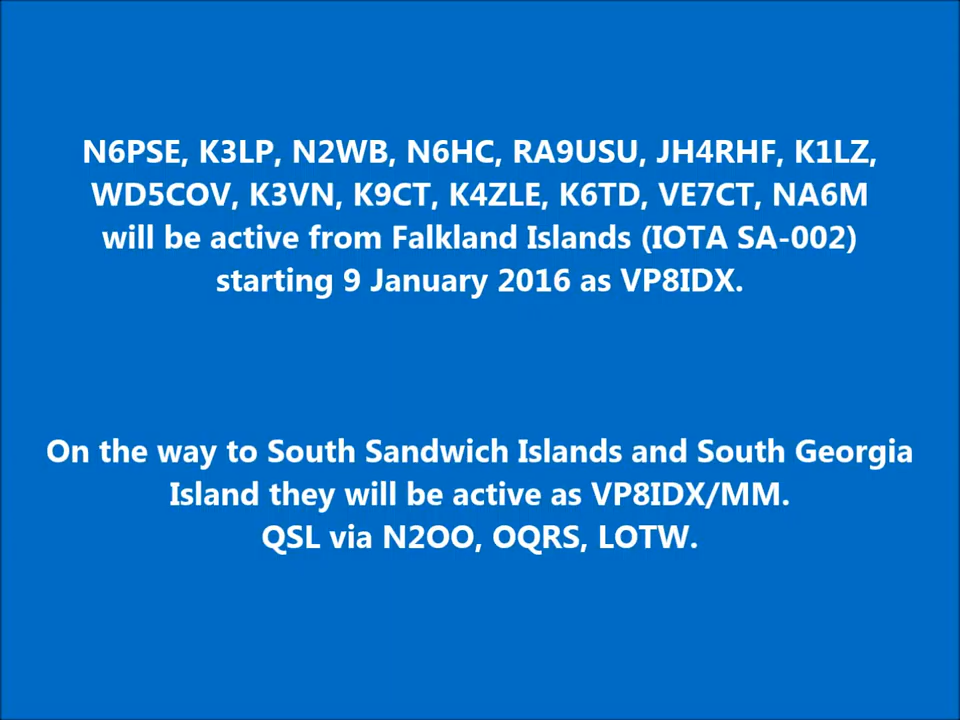 N6PSE, K3LP, N2WB, N6HC, RA9USU, JH4RHF, K1LZ,
WD5COV, K3VN, K9CT, K4ZLE, K6TD, VE7CT, NA6M
will be active from Falkland Islands (IOTA SA-002)
starting 9 January 2016 as VP8IDX.
On the way to South Sandwich Islands and South Georgia
Island they will be active as VP8IDX/MM.
QSL via N2OO, OQRS, LOTW.